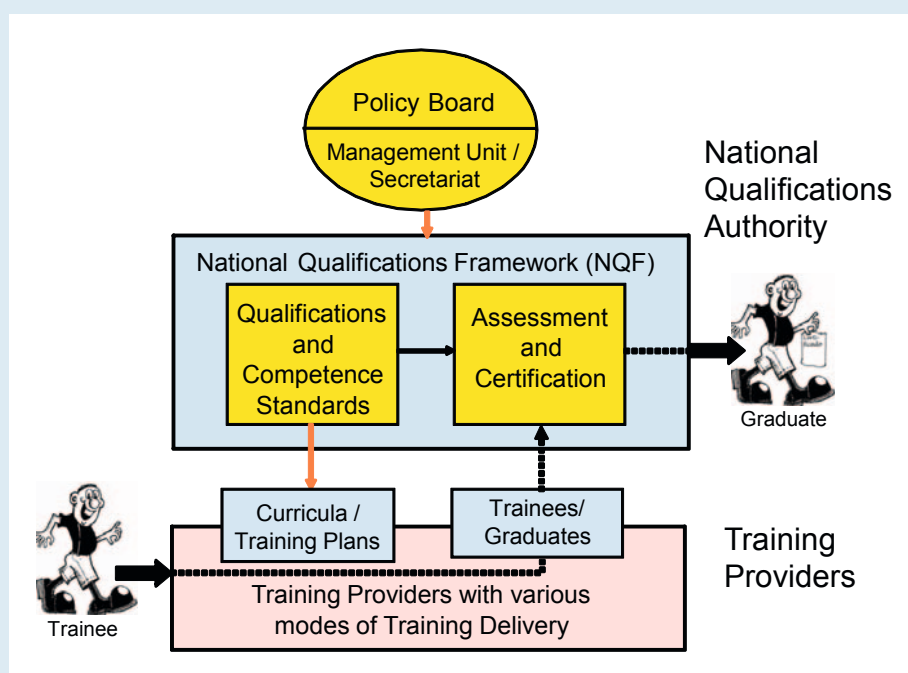 Policy Board
Management Unit /
Secretariat
National
Qualifications
Authority
National Qualifications Framework (NQF)
Qualifications
and
Competence
Standards
Assessment
and
Certification
Graduate
Curricula /
Training Plans
Trainees/
Graduates
Training
Providers
Training Providers with various
modes of Training Delivery
Trainee